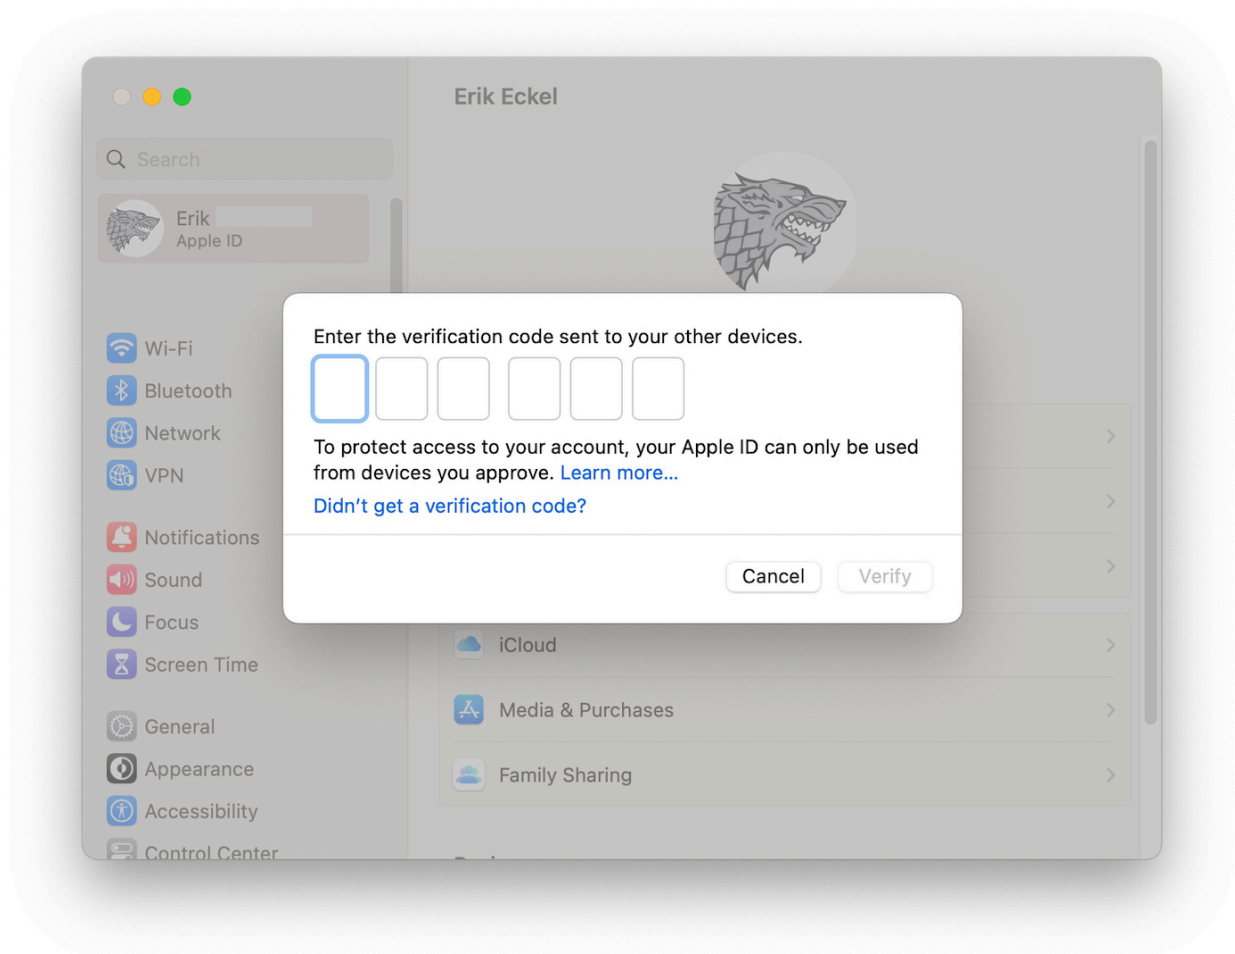 Erik Eckel
Search
Erik
Apple ID
Wi-Fi
Bluetooth
Network
VPN
Notifications
Sound
Focus
Screen Time
General
Appearance
Accessibility
Control Center
Enter the verification code sent to your other devices.
To protect access to your account, your Apple ID can only be used
from devices you approve. Learn more...
Didn't get a verification code?
Cancel
Verify
iCloud
Media & Purchases
Family Sharing